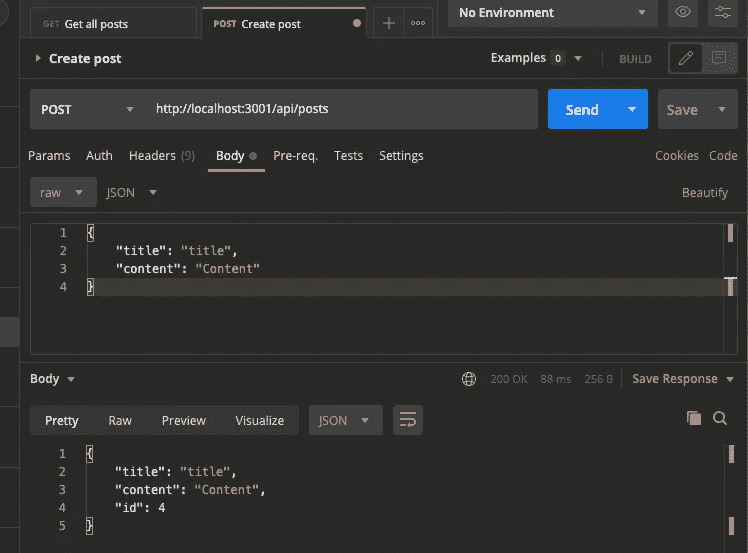 GET Get all posts
POST Create post
No Environment
Create post
Examples 0
BUILD
POST
http://localhost:3001/api/posts
Send
Save
Params Auth Headers (9) Body Pre-req. Tests Settings
Cookies Code
raw JSON
Beautify
1 {
2 "title": "title",
3 "content": "Content"
4 }
Body
200 OK 88 ms 256 B Save Response
Pretty Raw Preview Visualize JSON
1 {
2 "title": "title",
3 "content": "Content",
4 "id": 4
5 }